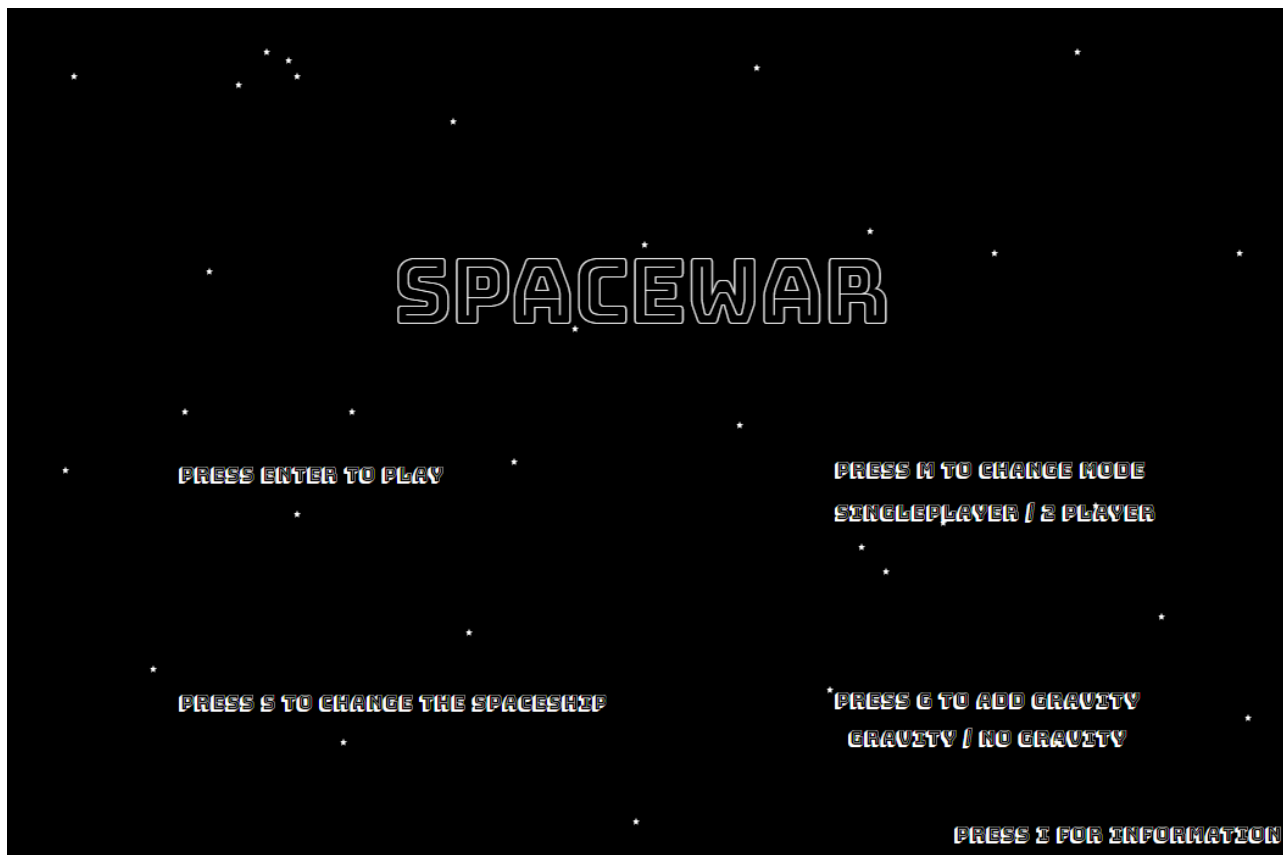 SPACEWAR
PRESS ENTER TO PLAY
PRESS M TO CHANGE MODE
SINGLEPLAYER / 2 PLAYER
PRESS S TO CHANGE THE SPACESHIP
PRESS G TO ADD GRAVITY
GRAVITY / NO GRAVITY
PRESS I FOR INFORMATION